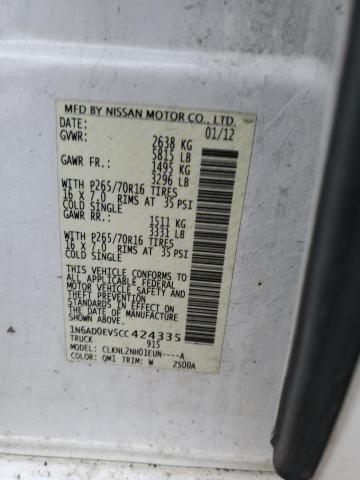 MFD BY NISSAN MOTOR CO., LTD.
DATE: 01/12
GVWR: 2638 KG
5815 LB
GAWR FR: 1495 KG
3296 LB
WITH P265/70R16 TIRES
16 X 7.0 RIMS AT 35 PSI
COLD SINGLE
GAWR RR: 1511 KG
3331 LB
WITH P265/70R16 TIRES
16 X 7.0 RIMS AT 35 PSI
COLD SINGLE
THIS VEHICLE CONFORMS TO
ALL APPLICABLE FEDERAL
MOTOR VEHICLE SAFETY
STANDARDS IN EFFECT ON
THE DATE OF MANUFACTURE
SHOWN ABOVE.
1N6AD0EV5CC424335
TRUCK 915
MODEL: CLKNL2NH01EUN----A
COLOR: QM1 TRIM: W ZS00A